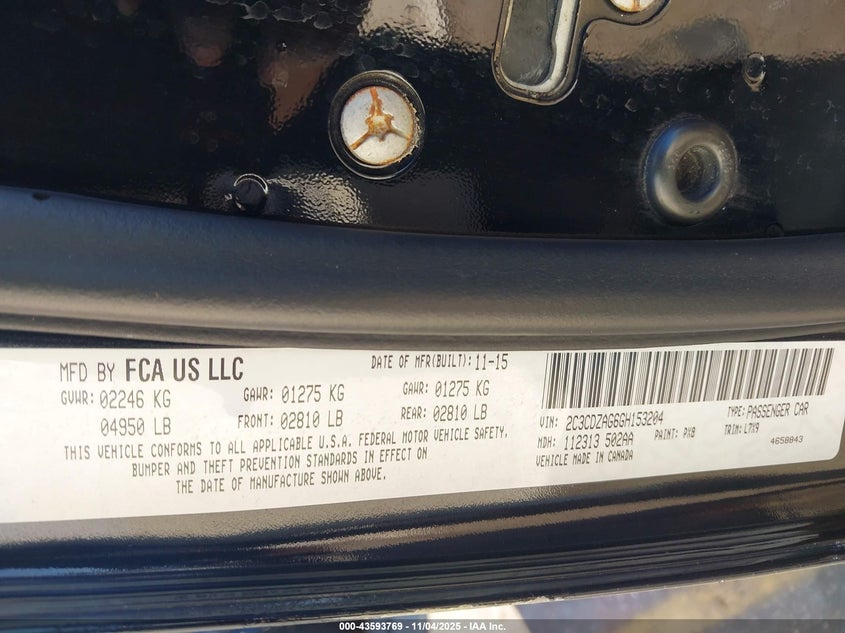 MFD BY FCA US LLC
DATE OF MFR(BUILT): 11-15
GVWR: 02246 KG
04950 LB
GAWR: 01275 KG
FRONT: 02810 LB
GAWR: 01275 KG
REAR: 02810 LB
THIS VEHICLE CONFORMS TO ALL APPLICABLE U.S.A. FEDERAL MOTOR VEHICLE SAFETY,
BUMPER AND THEFT PREVENTION STANDARDS IN EFFECT ON
THE DATE OF MANUFACTURE SHOWN ABOVE.
VIN: 2C3CDZAG6GH153204
TYPE: PASSENGER CAR
MDH: 112313 502AA
PAINT: PX8
TRIM: L7X9
VEHICLE MADE IN CANADA
4658843
000-43593769 - 11/04/2025 - IAA Inc.